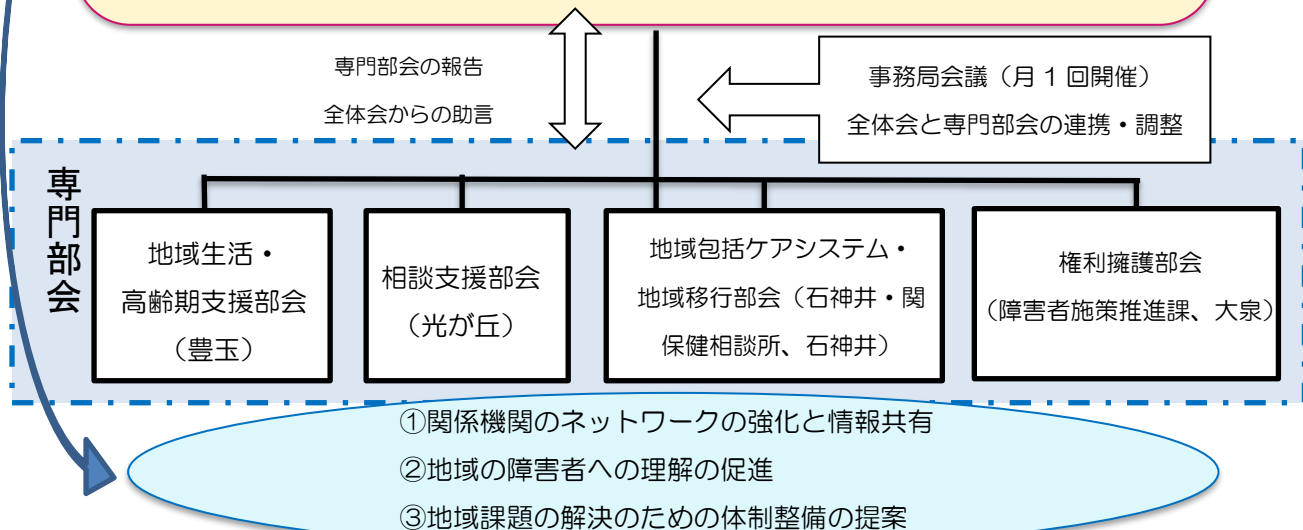 専門部会の報告
全体会からの助言
事務局会議（月１回開催）
全体会と専門部会の連携・調整
専門部会
地域生活・
高齢期支援部会
（豊玉）
相談支援部会
（光が丘）
地域包括ケアシステム・
地域移行部会（石神井・関
保健相談所、石神井）
権利擁護部会
（障害者施策推進課、大泉）
①関係機関のネットワークの強化と情報共有
②地域の障害者への理解の促進
③地域課題の解決のための体制整備の提案